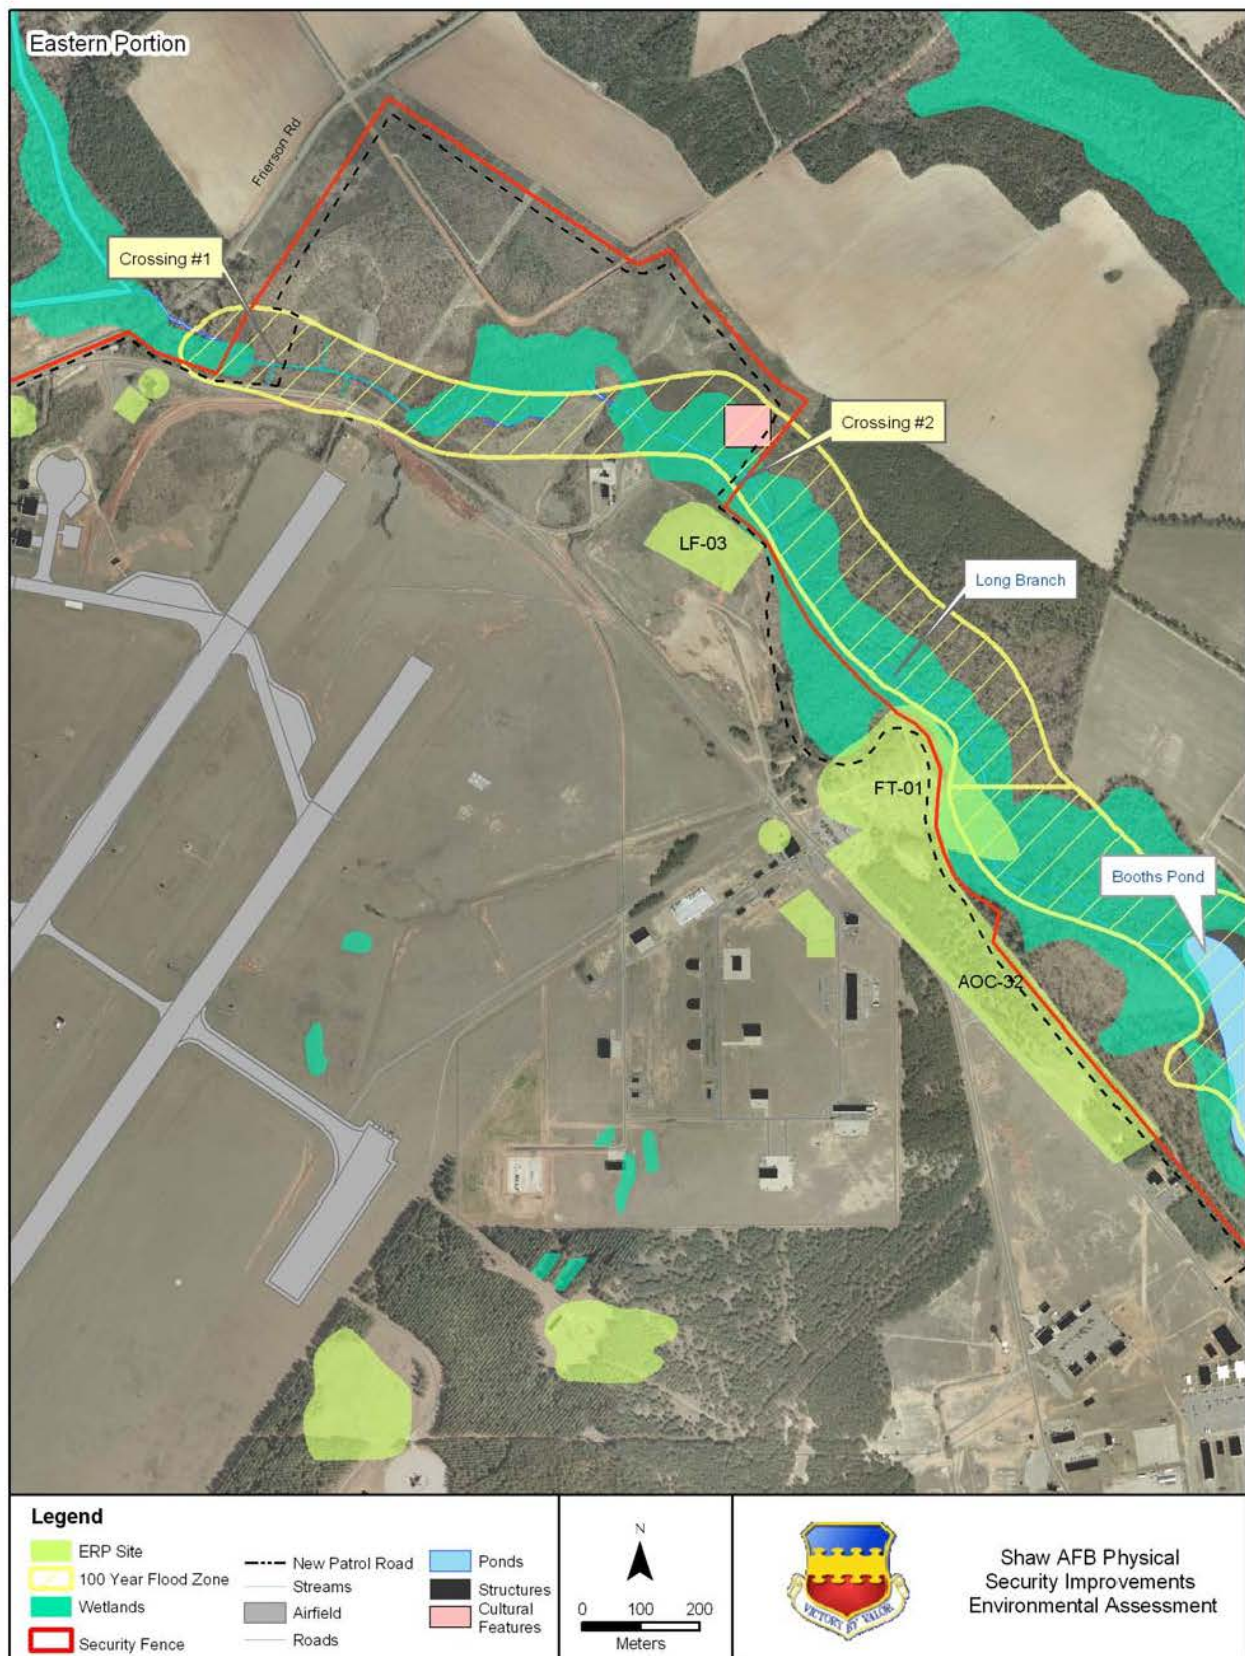 Eastern Portion
Frierson Rd
Crossing #1
Crossing #2
LF-03
Long Branch
FT-01
Booths Pond
AOC-32
Legend
ERP Site
100 Year Flood Zone
Wetlands
Security Fence
New Patrol Road
Streams
Airfield
Roads
Ponds
Structures
Cultural
Features
N
0 100 200
Meters
VICTORY BY VALOR
Shaw AFB Physical
Security Improvements
Environmental Assessment